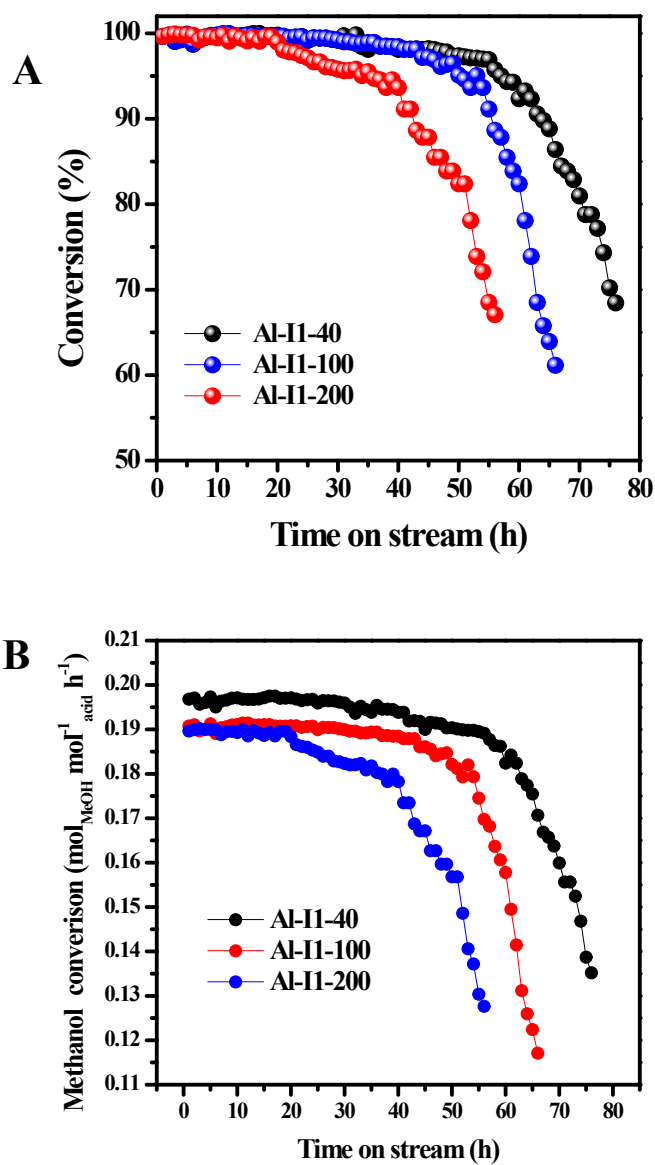 A
100
90
80
70
60
50
Conversion (%)
Al-I1-40
Al-I1-100
Al-I1-200
0 10 20 30 40 50 60 70 80
Time on stream (h)
B
0.21
0.20
0.19
0.18
0.17
0.16
0.15
0.14
0.13
0.12
0.11
Methanol converison (mol_MeOH mol⁻¹_acid h⁻¹)
Al-I1-40
Al-I1-100
Al-I1-200
0 10 20 30 40 50 60 70 80
Time on stream (h)